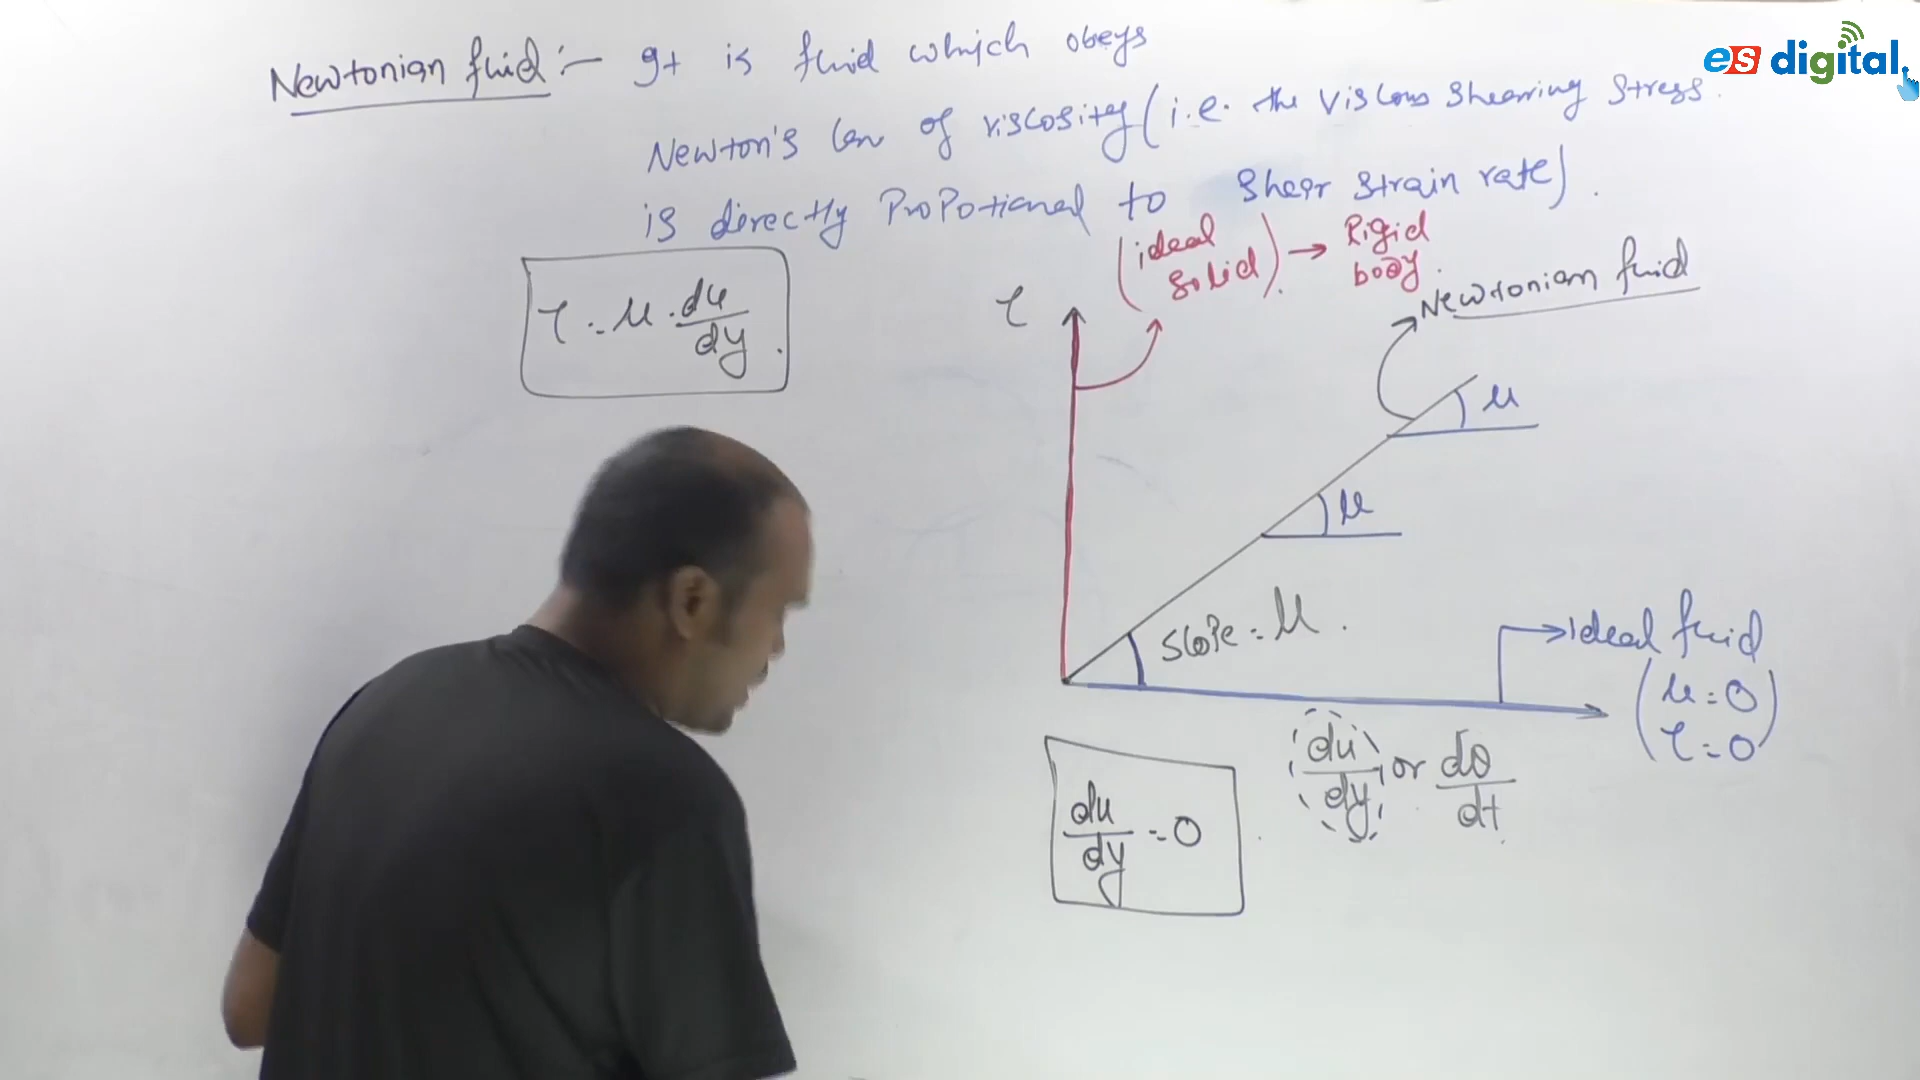 Newtonian fluid :- It is fluid which obeys
Newton's law of viscosity (i.e. the viscous shearing stress
is directly propotional to shear strain rate).
τ = μ . du/dy .
τ
(ideal solid) → Rigid body.
Newtonian fluid
μ
μ
slope = μ .
ideal fluid
(μ = 0
τ = 0)
du/dy or dθ/dt
du/dy = 0
es digital.